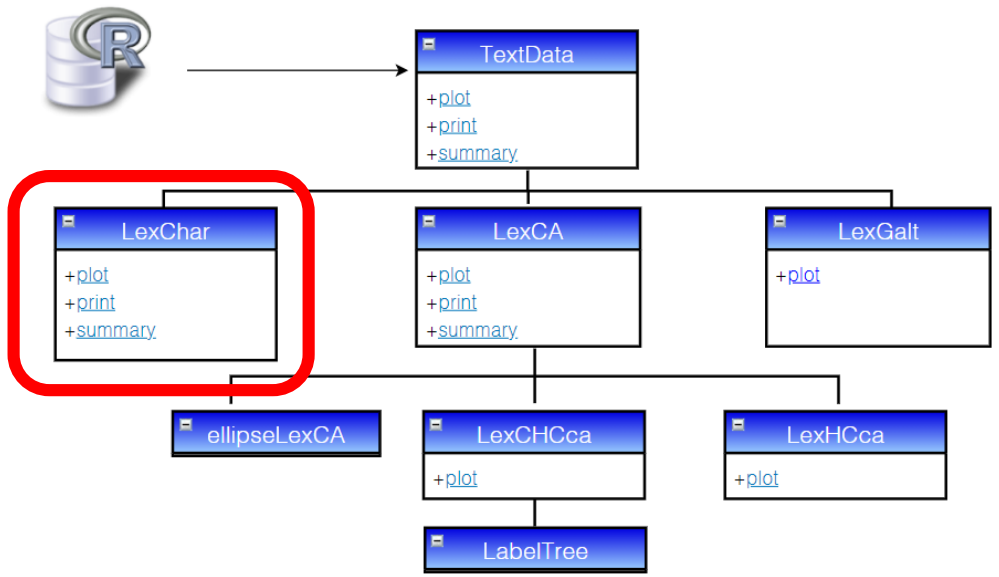 R
TextData
+plot
+print
+summary
LexChar
+plot
+print
+summary
LexCA
+plot
+print
+summary
LexGalt
+plot
ellipseLexCA
LexCHCca
+plot
LexHCca
+plot
LabelTree